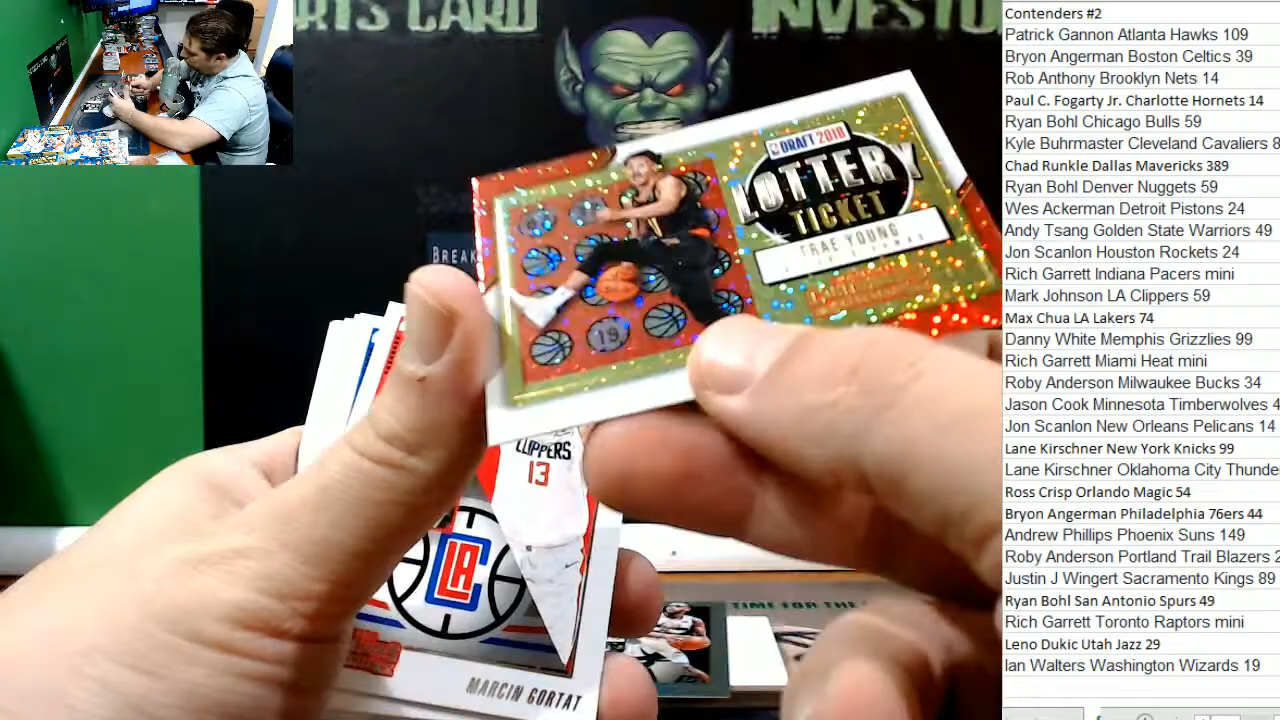 RTS CARD INVESTO
BREAK
DRAFT 2018
LOTTERY
TICKET
TRAE YOUNG
19
CLIPPERS
13
LA
MARCIN GORTAT
TIME FOR THE
Contenders #2
Patrick Gannon Atlanta Hawks 109
Bryon Angerman Boston Celtics 39
Rob Anthony Brooklyn Nets 14
Paul C. Fogarty Jr. Charlotte Hornets 14
Ryan Bohl Chicago Bulls 59
Kyle Buhrmaster Cleveland Cavaliers 8
Chad Runkle Dallas Mavericks 389
Ryan Bohl Denver Nuggets 59
Wes Ackerman Detroit Pistons 24
Andy Tsang Golden State Warriors 49
Jon Scanlon Houston Rockets 24
Rich Garrett Indiana Pacers mini
Mark Johnson LA Clippers 59
Max Chua LA Lakers 74
Danny White Memphis Grizzlies 99
Rich Garrett Miami Heat mini
Roby Anderson Milwaukee Bucks 34
Jason Cook Minnesota Timberwolves 4
Jon Scanlon New Orleans Pelicans 14
Lane Kirschner New York Knicks 99
Lane Kirschner Oklahoma City Thunde
Ross Crisp Orlando Magic 54
Bryon Angerman Philadelphia 76ers 44
Andrew Phillips Phoenix Suns 149
Roby Anderson Portland Trail Blazers 2
Justin J Wingert Sacramento Kings 89
Ryan Bohl San Antonio Spurs 49
Rich Garrett Toronto Raptors mini
Leno Dukic Utah Jazz 29
Ian Walters Washington Wizards 19